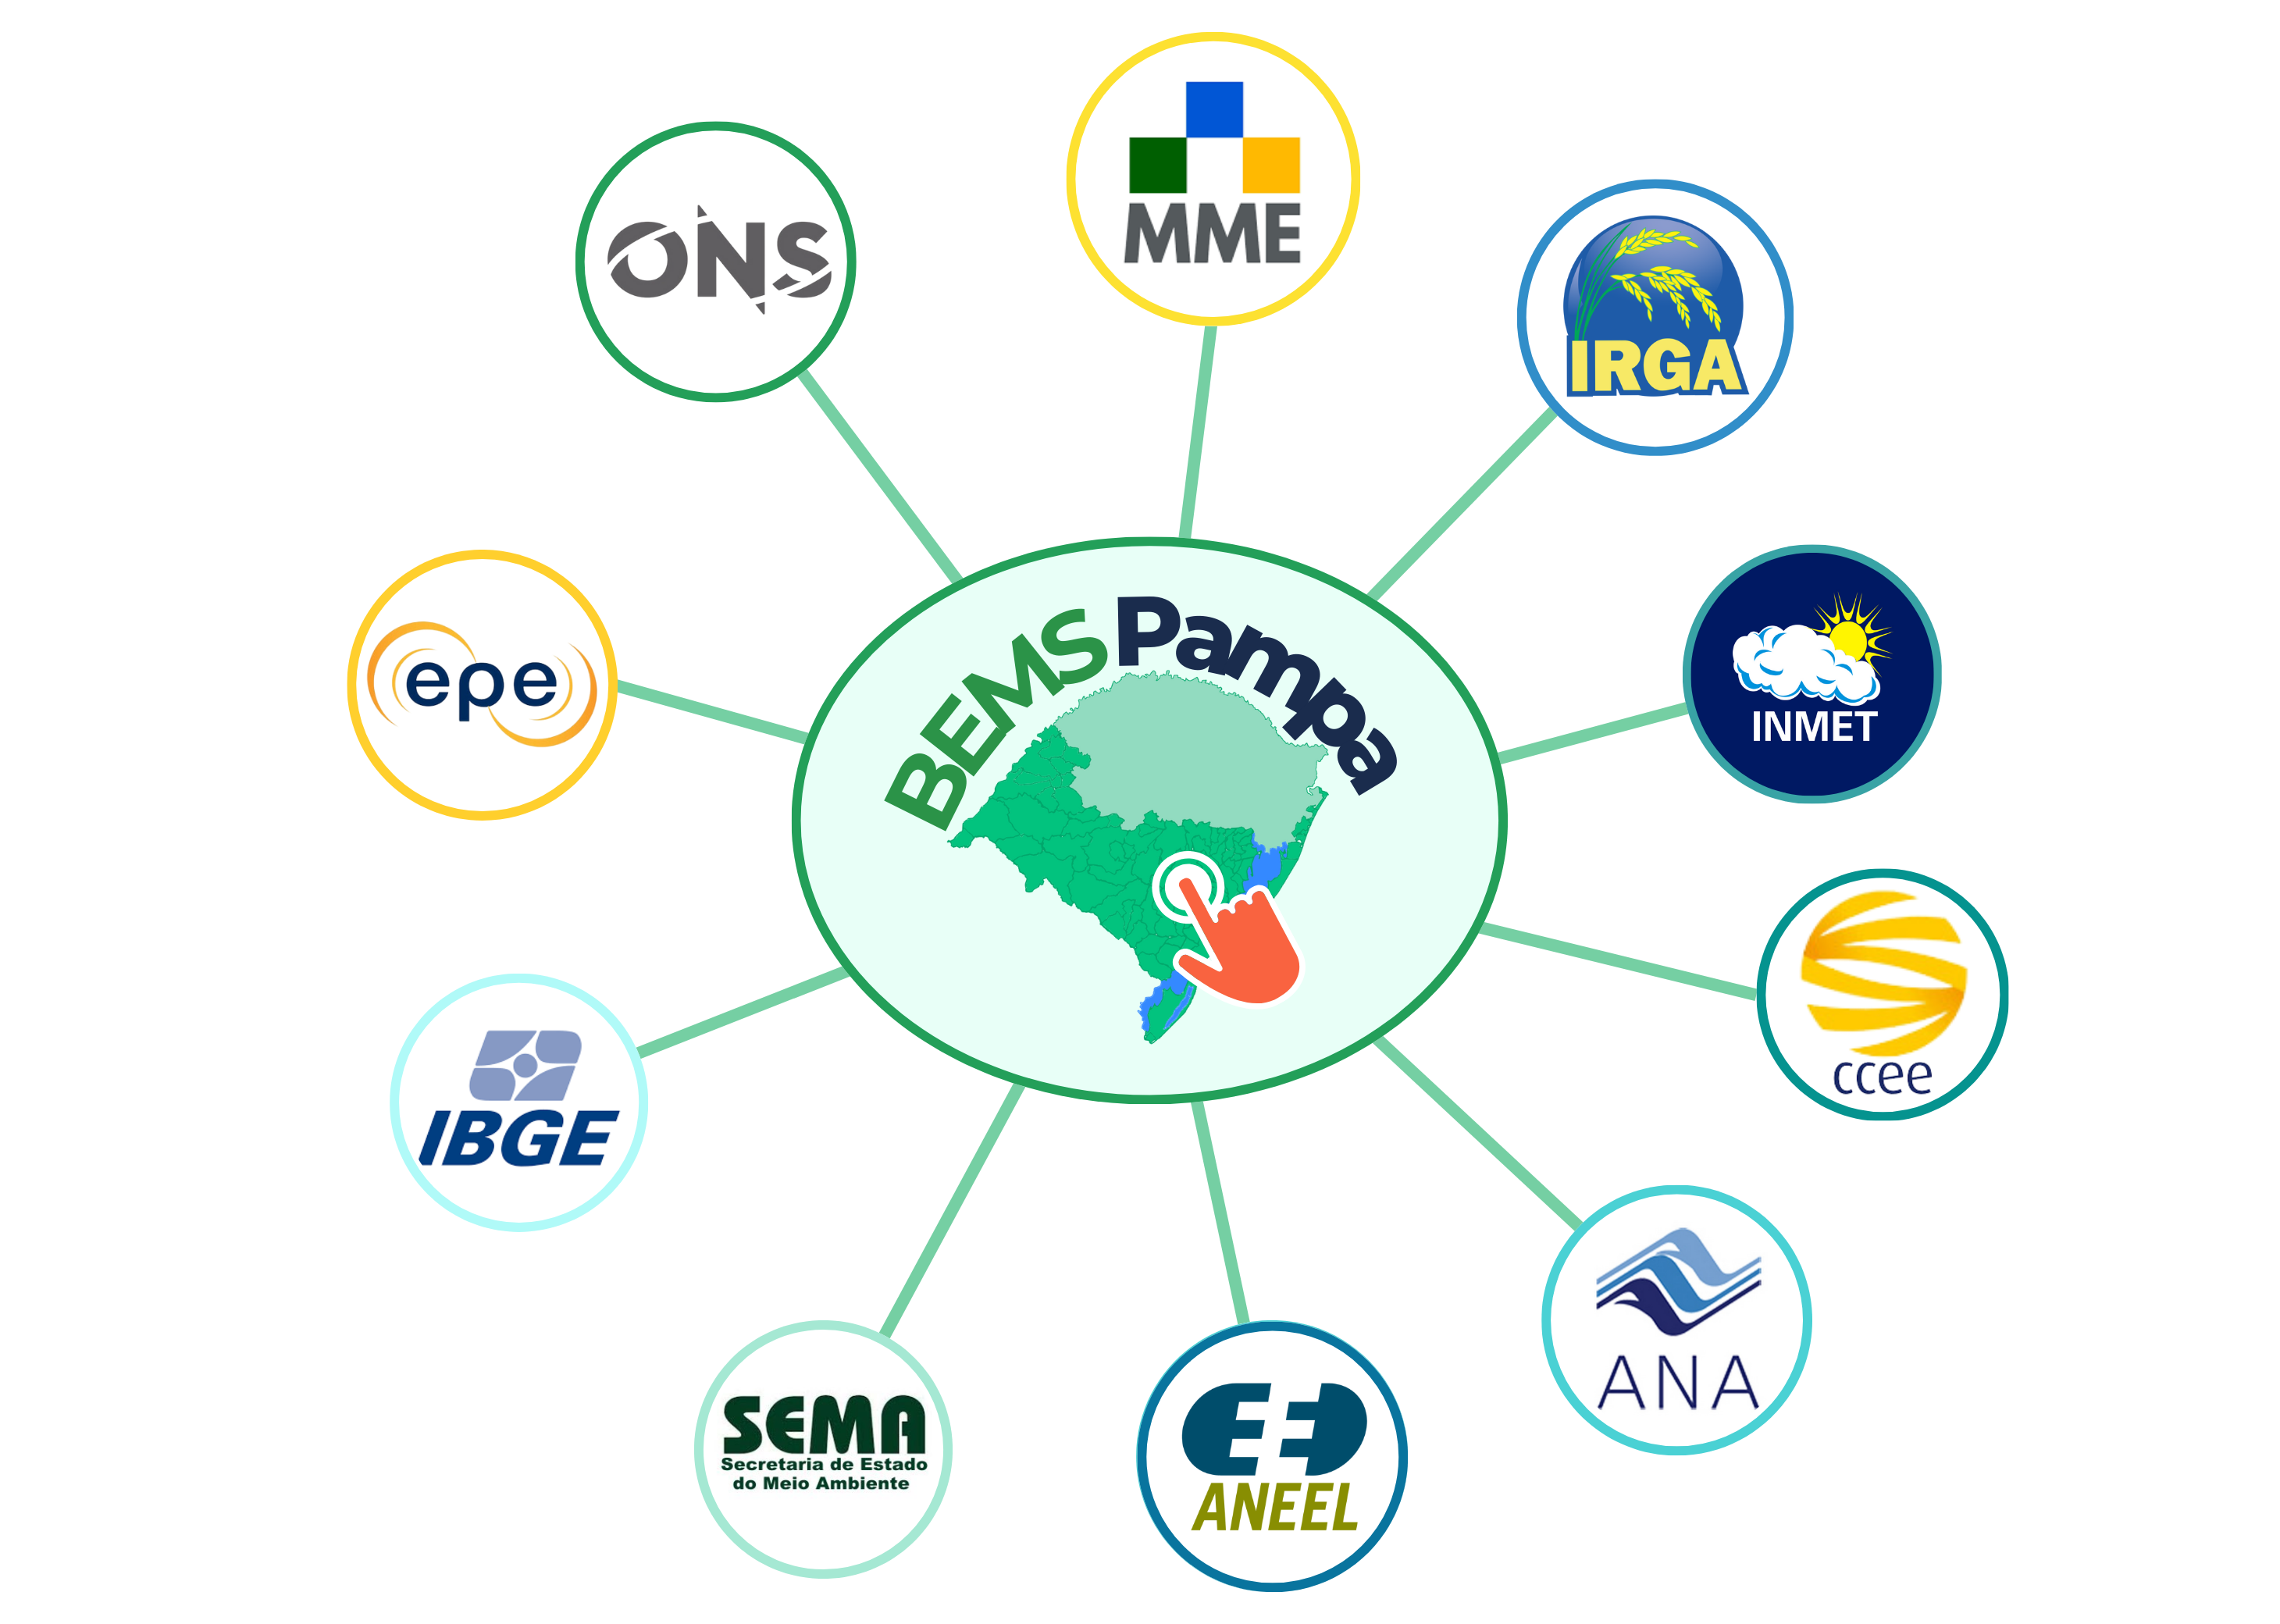 MME
ONS
IRGA
BEMS Pampa
epe
INMET
ccee
IBGE
ANA
SEMA
Secretaria de Estado
do Meio Ambiente
ANEEL